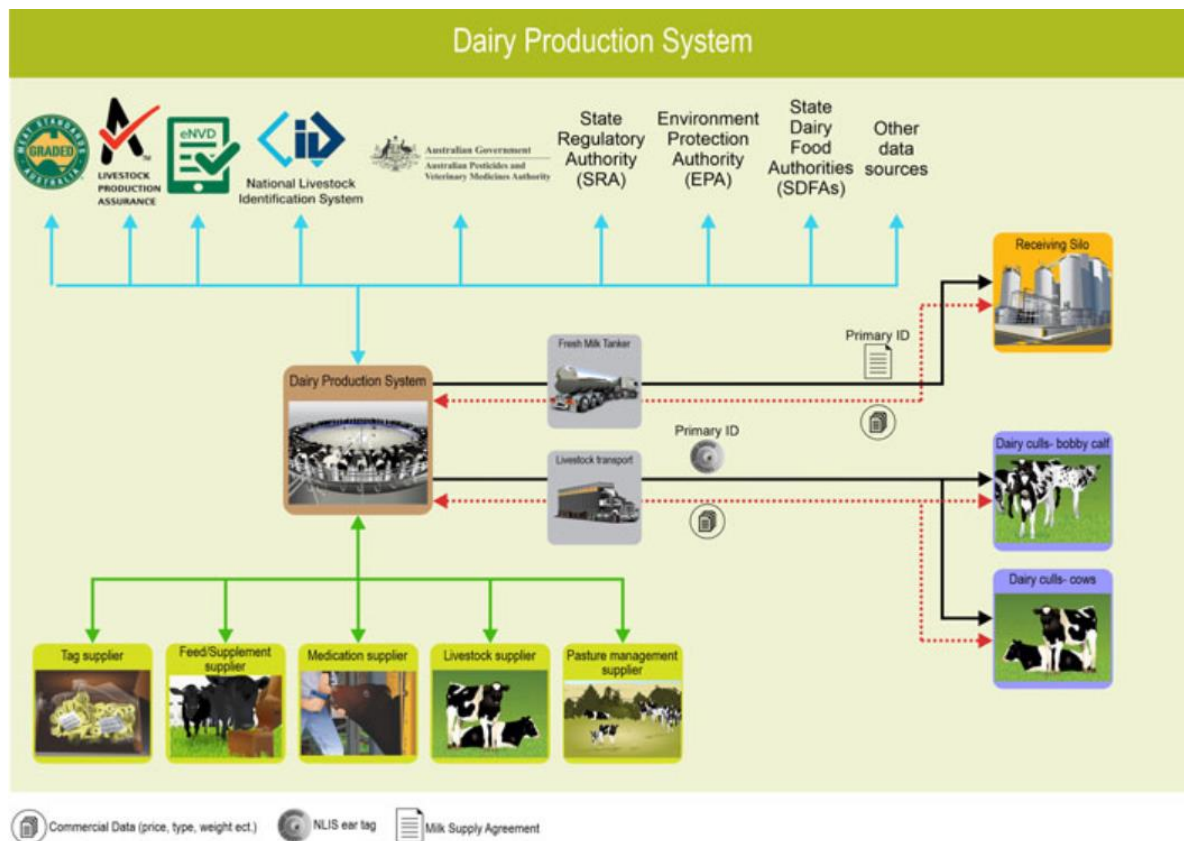 Dairy Production System
MEAT STANDARDS
GRADED
AUSTRALIA
TM
LIVESTOCK
PRODUCTION
ASSURANCE
eNVD
iD
National Livestock
Identification System
Australian Government
Australian Pesticides and
Veterinary Medicines Authority
State
Regulatory
Authority
(SRA)
Environment
Protection
Authority
(EPA)
State
Dairy
Food
Authorities
(SDFAs)
Other
data
sources
Receiving Silo
Fresh Milk Tanker
Primary ID
Dairy Production System
Primary ID
Livestock transport
Dairy culls- bobby calf
Dairy culls- cows
Tag supplier
Feed/Supplement
supplier
Medication supplier
Livestock supplier
Pasture management
supplier
Commercial Data (price, type, weight ect.)
NLIS ear tag
Milk Supply Agreement